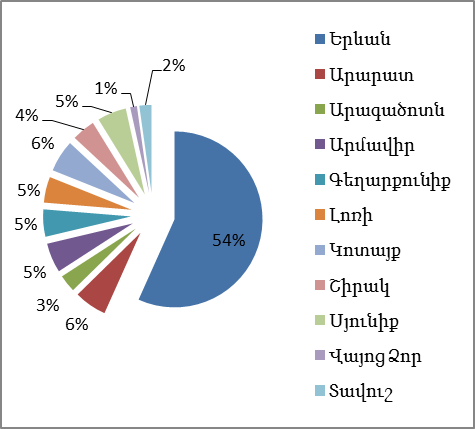 2%
1%
5%
4%
6%
5%
5%
5%
3%
6%
54%
Երևան
Արարատ
Արագածոտն
Արմավիր
Գեղարքունիք
Լոռի
Կոտայք
Շիրակ
Սյունիք
Վայոց Ձոր
Տավուշ